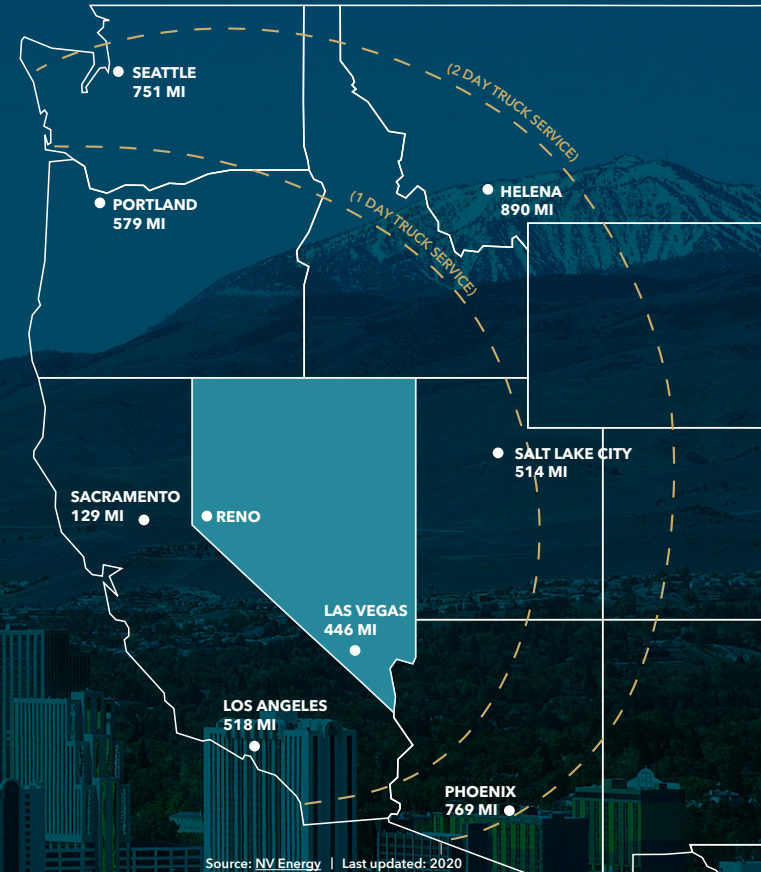 SEATTLE
751 MI
(2 DAY TRUCK SERVICE)
HELENA
890 MI
PORTLAND
579 MI
(1 DAY TRUCK SERVICE)
SALT LAKE CITY
514 MI
SACRAMENTO
129 MI
RENO
LAS VEGAS
446 MI
LOS ANGELES
518 MI
PHOENIX
769 MI
Source: NV Energy | Last updated: 2020